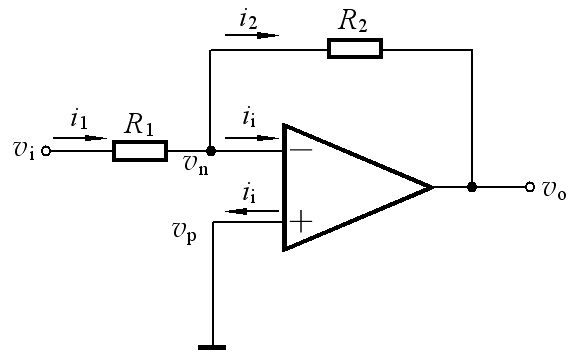 i₂ R₂
i₁ R₁ iᵢ
vᵢ vₙ −
iᵢ
vₚ + vₒ